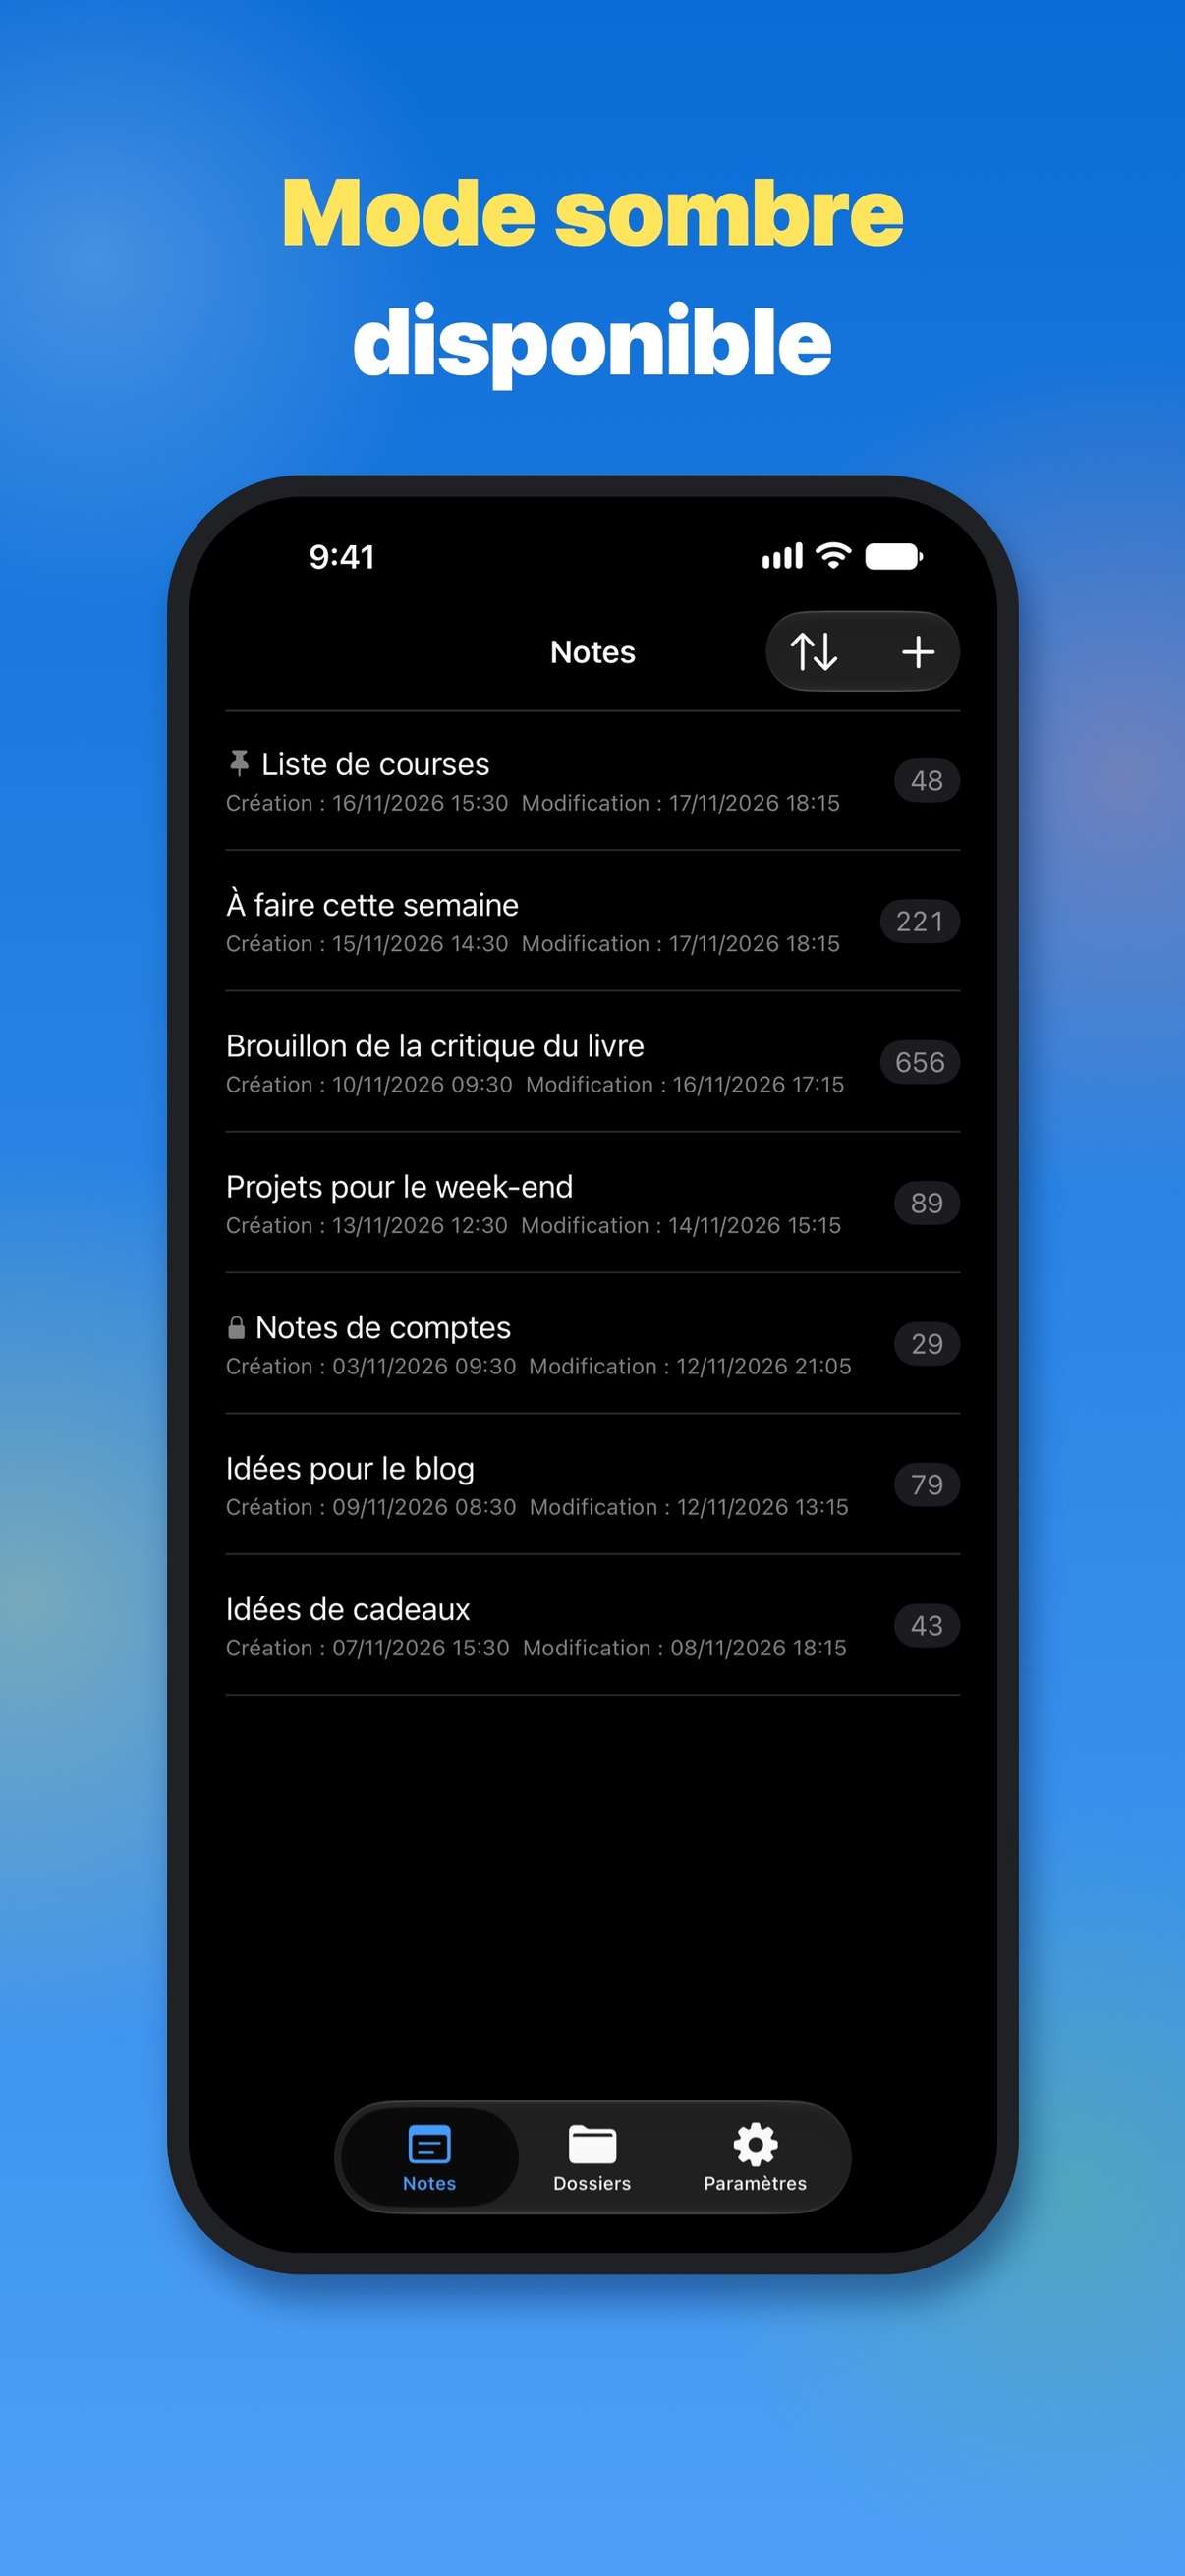 Mode sombre
disponible
9:41
Notes
Liste de courses
Création : 16/11/2026 15:30 Modification : 17/11/2026 18:15
48
À faire cette semaine
Création : 15/11/2026 14:30 Modification : 17/11/2026 18:15
221
Brouillon de la critique du livre
Création : 10/11/2026 09:30 Modification : 16/11/2026 17:15
656
Projets pour le week-end
Création : 13/11/2026 12:30 Modification : 14/11/2026 15:15
89
Notes de comptes
Création : 03/11/2026 09:30 Modification : 12/11/2026 21:05
29
Idées pour le blog
Création : 09/11/2026 08:30 Modification : 12/11/2026 13:15
79
Idées de cadeaux
Création : 07/11/2026 15:30 Modification : 08/11/2026 18:15
43
Notes Dossiers Paramètres